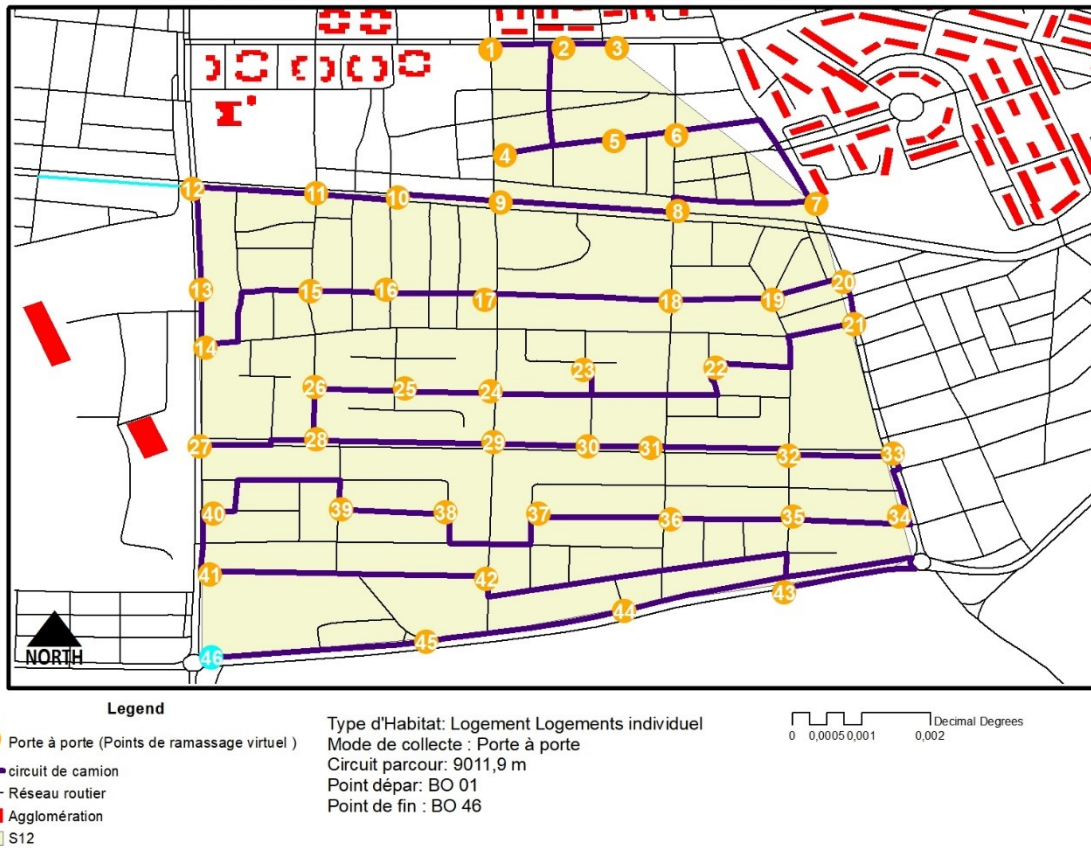 1 2 3
4 5 6
12 11 10 9 8 7
13 15 16 17 18 19 20
14 21
26 25 24 23 22
27 28 29 30 31 32 33
40 39 38 37 36 35 34
41 42 43
44
45
46
NORTH
Legend
Porte à porte (Points de ramassage virtuel )
circuit de camion
Réseau routier
Agglomération
S12
Type d'Habitat: Logement Logements individuel
Mode de collecte : Porte à porte
Circuit parcour: 9011,9 m
Point dépar: BO 01
Point de fin : BO 46
Decimal Degrees
0 0,0005 0,001 0,002